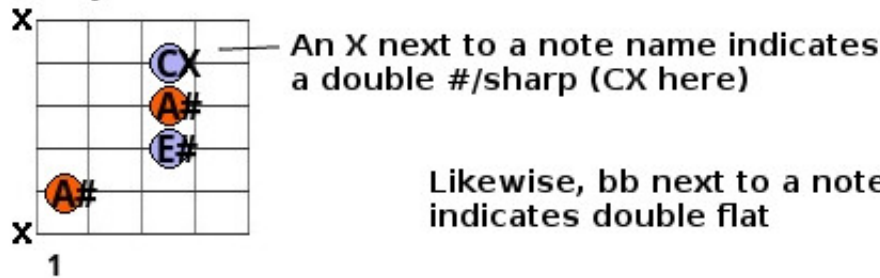 X
CX
An X next to a note name indicates
a double #/sharp (CX here)
A#
E#
Likewise, bb next to a note
indicates double flat
A#
X
1